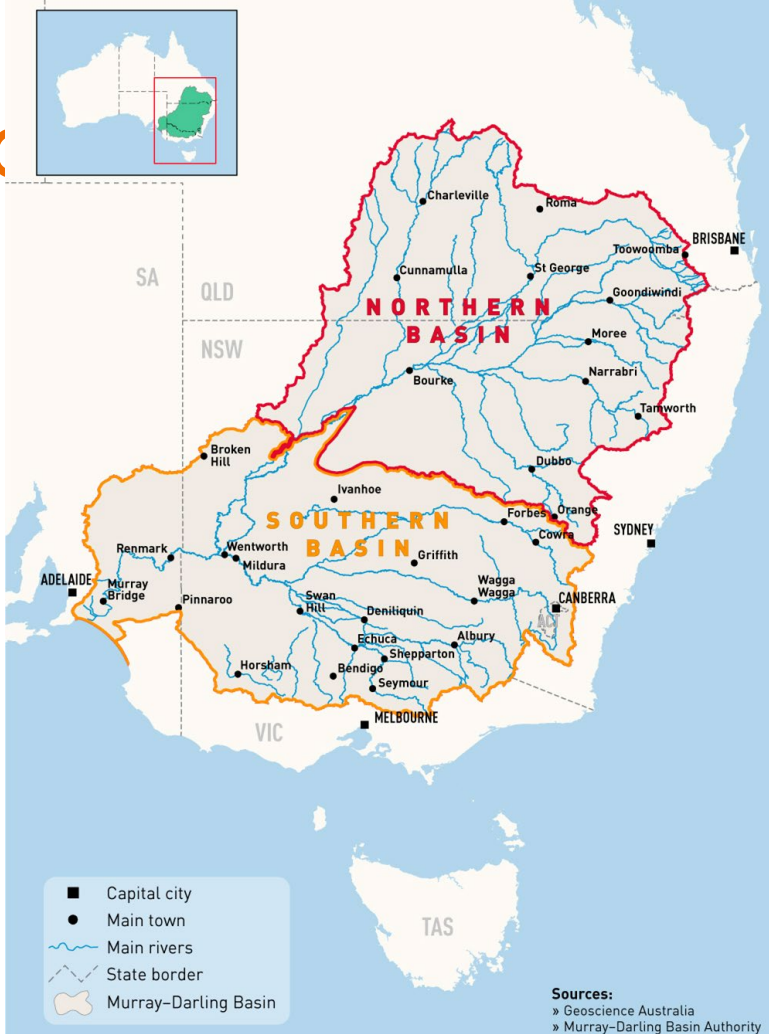 Charleville
Roma
BRISBANE
Toowoomba
SA
QLD
Cunnamulla
St George
Goondiwindi
NORTHERN
BASIN
NSW
Moree
Bourke
Narrabri
Tamworth
Broken
Hill
Dubbo
Ivanhoe
Forbes
Orange
SOUTHERN
BASIN
Cowra
SYDNEY
Renmark
Wentworth
Mildura
Griffith
ADELAIDE
Murray
Bridge
Pinnaroo
Swan
Hill
Wagga
Wagga
CANBERRA
ACT
Deniliquin
Echuca
Albury
Shepparton
Horsham
Bendigo
Seymour
MELBOURNE
VIC
TAS
Capital city
Main town
Main rivers
State border
Murray–Darling Basin
Sources:
» Geoscience Australia
» Murray–Darling Basin Authority